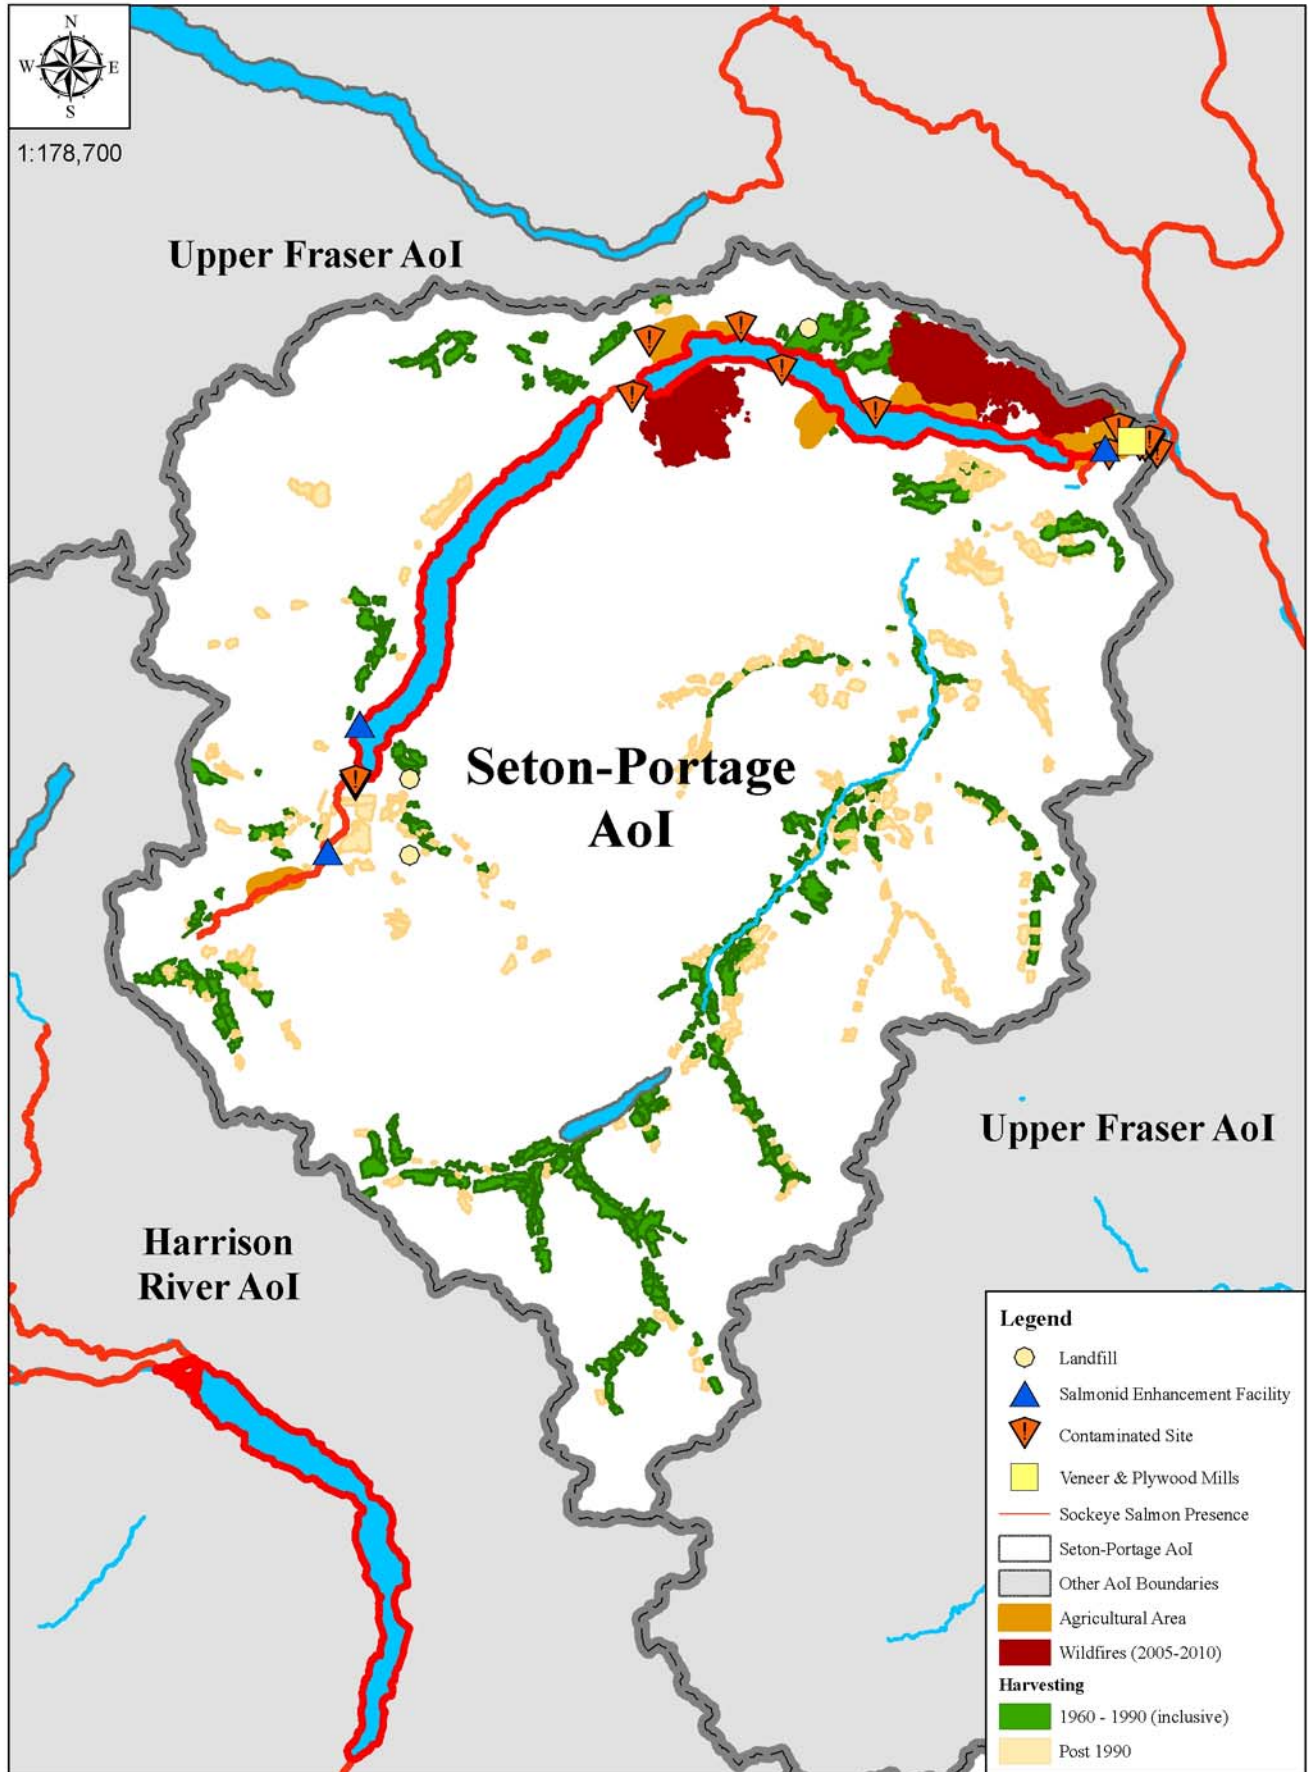 N
W E
S
1:178,700
Upper Fraser AoI
Seton-Portage
AoI
Upper Fraser AoI
Harrison
River AoI
Legend
Landfill
Salmonid Enhancement Facility
Contaminated Site
Veneer & Plywood Mills
Sockeye Salmon Presence
Seton-Portage AoI
Other AoI Boundaries
Agricultural Area
Wildfires (2005-2010)
Harvesting
1960 - 1990 (inclusive)
Post 1990